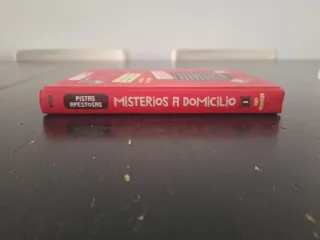 PISTAS
APESTOSAS
MISTERIOS A DOMICILIO
1